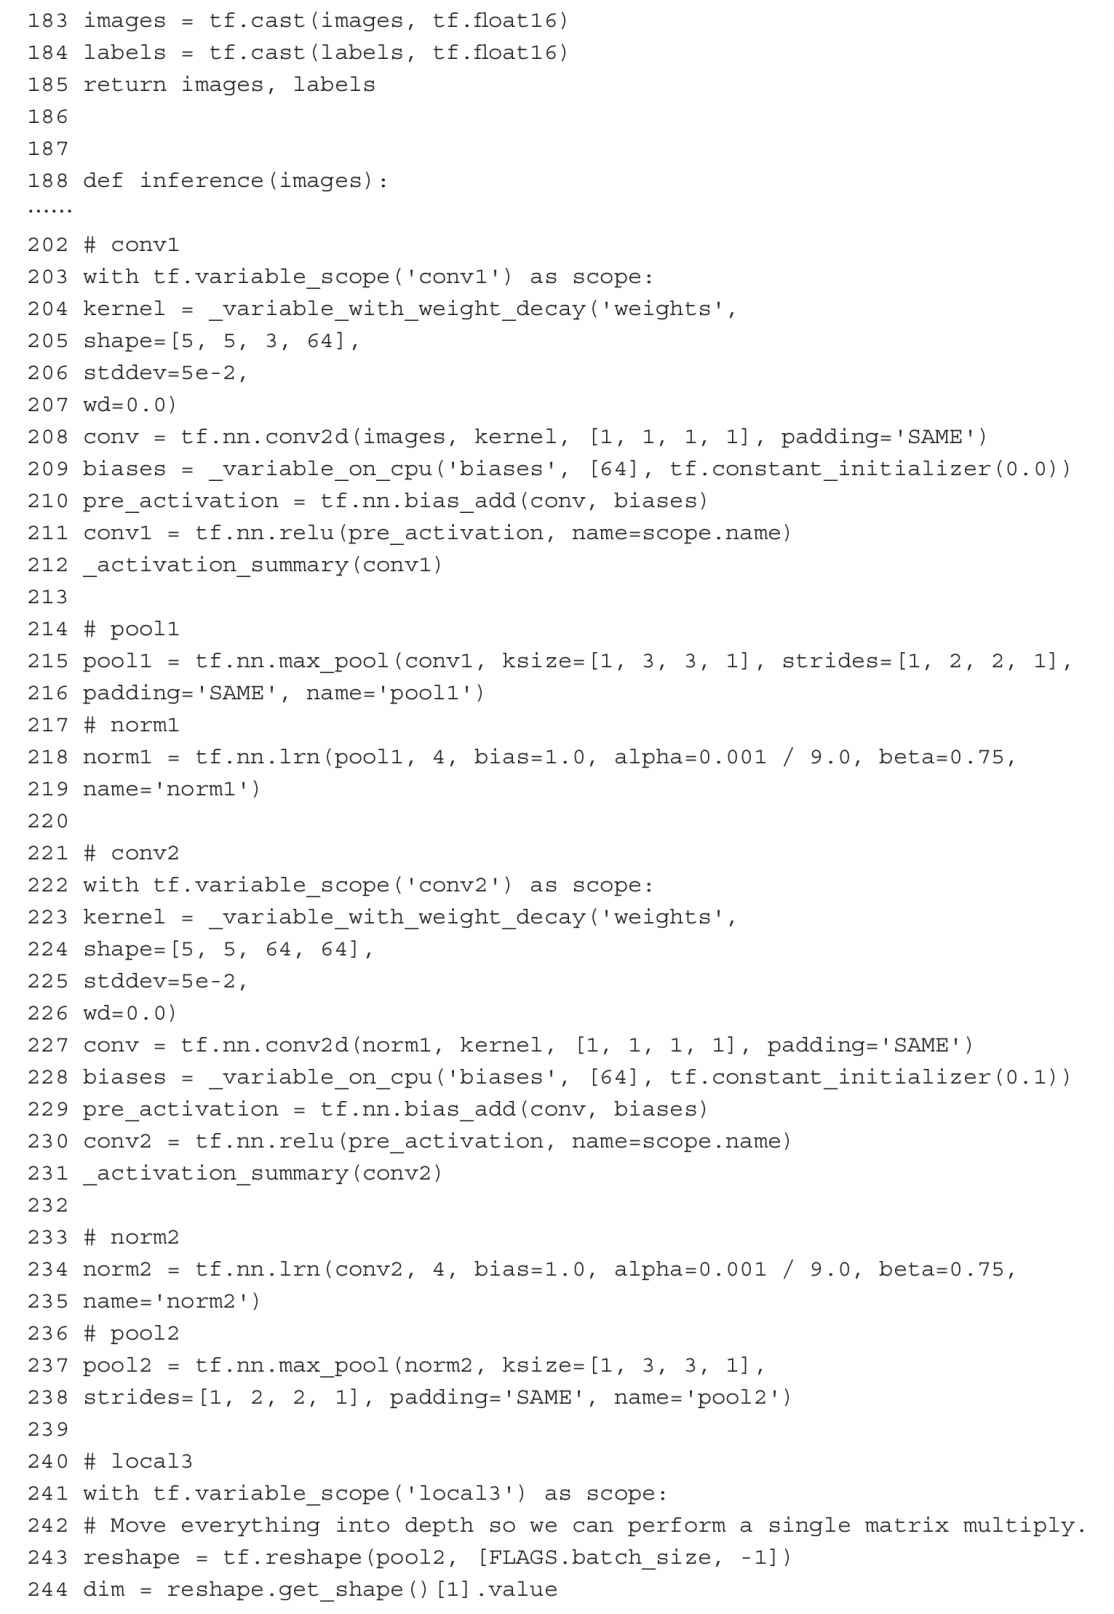 183 images = tf.cast(images, tf.float16)
184 labels = tf.cast(labels, tf.float16)
185 return images, labels
186
187
188 def inference(images):
......
202 # conv1
203 with tf.variable_scope('conv1') as scope:
204 kernel = _variable_with_weight_decay('weights',
205 shape=[5, 5, 3, 64],
206 stddev=5e-2,
207 wd=0.0)
208 conv = tf.nn.conv2d(images, kernel, [1, 1, 1, 1], padding='SAME')
209 biases = _variable_on_cpu('biases', [64], tf.constant_initializer(0.0))
210 pre_activation = tf.nn.bias_add(conv, biases)
211 conv1 = tf.nn.relu(pre_activation, name=scope.name)
212 _activation_summary(conv1)
213
214 # pool1
215 pool1 = tf.nn.max_pool(conv1, ksize=[1, 3, 3, 1], strides=[1, 2, 2, 1],
216 padding='SAME', name='pool1')
217 # norm1
218 norm1 = tf.nn.lrn(pool1, 4, bias=1.0, alpha=0.001 / 9.0, beta=0.75,
219 name='norm1')
220
221 # conv2
222 with tf.variable_scope('conv2') as scope:
223 kernel = _variable_with_weight_decay('weights',
224 shape=[5, 5, 64, 64],
225 stddev=5e-2,
226 wd=0.0)
227 conv = tf.nn.conv2d(norm1, kernel, [1, 1, 1, 1], padding='SAME')
228 biases = _variable_on_cpu('biases', [64], tf.constant_initializer(0.1))
229 pre_activation = tf.nn.bias_add(conv, biases)
230 conv2 = tf.nn.relu(pre_activation, name=scope.name)
231 _activation_summary(conv2)
232
233 # norm2
234 norm2 = tf.nn.lrn(conv2, 4, bias=1.0, alpha=0.001 / 9.0, beta=0.75,
235 name='norm2')
236 # pool2
237 pool2 = tf.nn.max_pool(norm2, ksize=[1, 3, 3, 1],
238 strides=[1, 2, 2, 1], padding='SAME', name='pool2')
239
240 # local3
241 with tf.variable_scope('local3') as scope:
242 # Move everything into depth so we can perform a single matrix multiply.
243 reshape = tf.reshape(pool2, [FLAGS.batch_size, -1])
244 dim = reshape.get_shape()[1].value